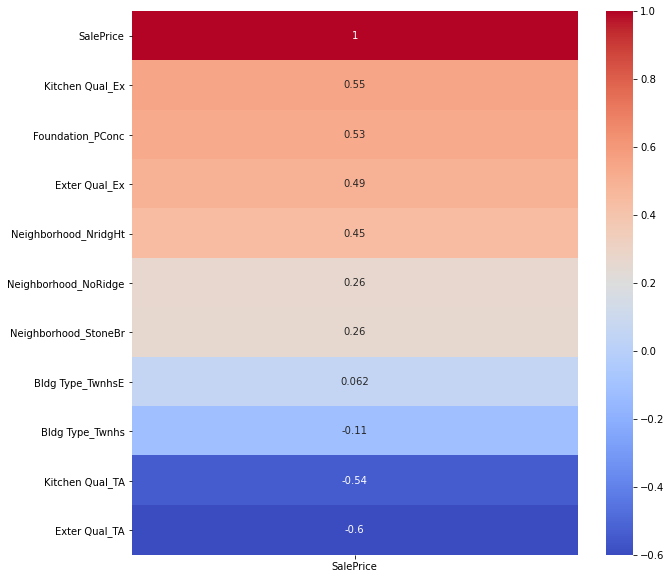 SalePrice 1
Kitchen Qual_Ex 0.55
Foundation_PConc 0.53
Exter Qual_Ex 0.49
Neighborhood_NridgHt 0.45
Neighborhood_NoRidge 0.26
Neighborhood_StoneBr 0.26
Bldg Type_TwnhsE 0.062
Bldg Type_Twnhs -0.11
Kitchen Qual_TA -0.54
Exter Qual_TA -0.6
SalePrice
1.0
0.8
0.6
0.4
0.2
0.0
−0.2
−0.4
−0.6